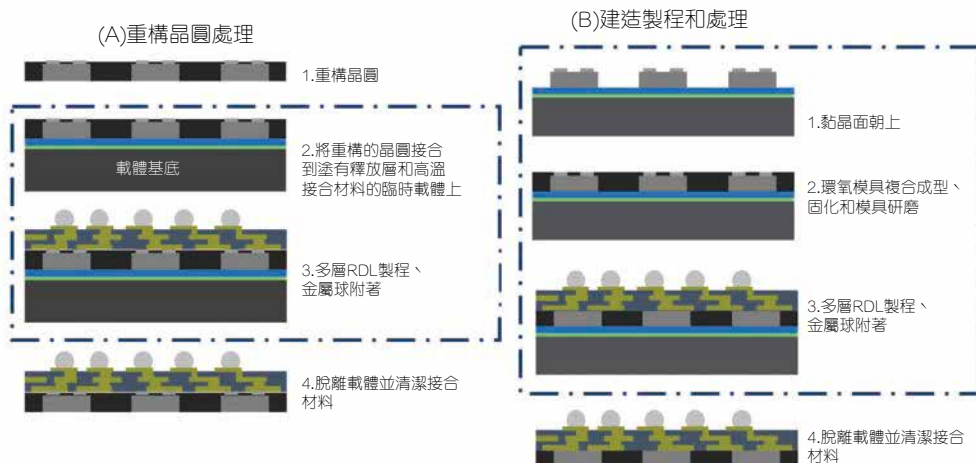 (A)重構晶圓處理
1.重構晶圓
載體基底
2.將重構的晶圓接合
到塗有釋放層和高溫
接合材料的臨時載體上
3.多層RDL製程、
金屬球附著
4.脫離載體並清潔接合
材料
(B)建造製程和處理
1.黏晶面朝上
2.環氧模具複合成型、
固化和模具研磨
3.多層RDL製程、
金屬球附著
4.脫離載體並清潔接合
材料